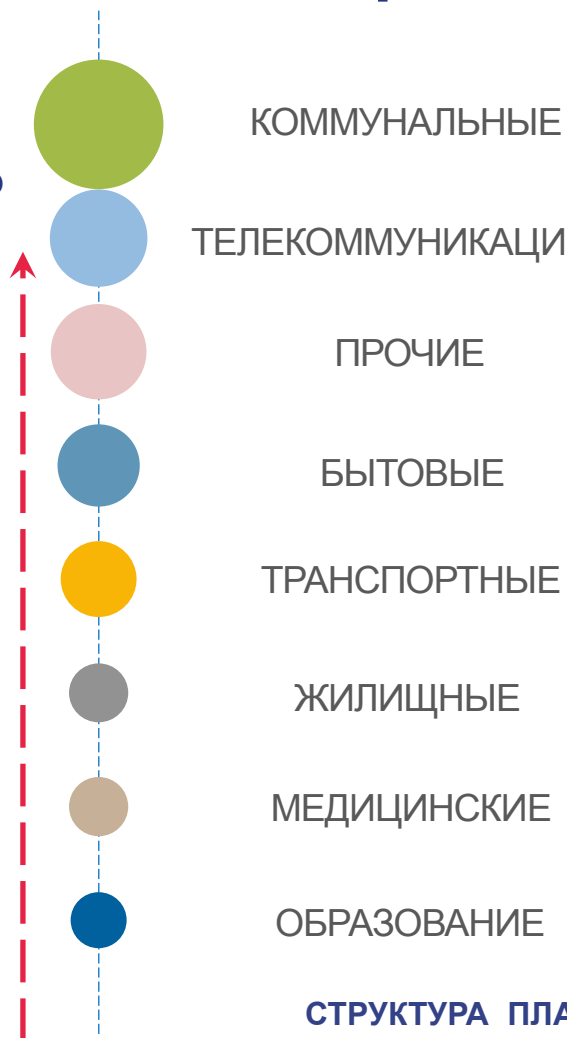 КОММУНАЛЬНЫЕ
ТЕЛЕКОММУНИКАЦИ
ПРОЧИЕ
БЫТОВЫЕ
ТРАНСПОРТНЫЕ
ЖИЛИЩНЫЕ
МЕДИЦИНСКИЕ
ОБРАЗОВАНИЕ
СТРУКТУРА ПЛА